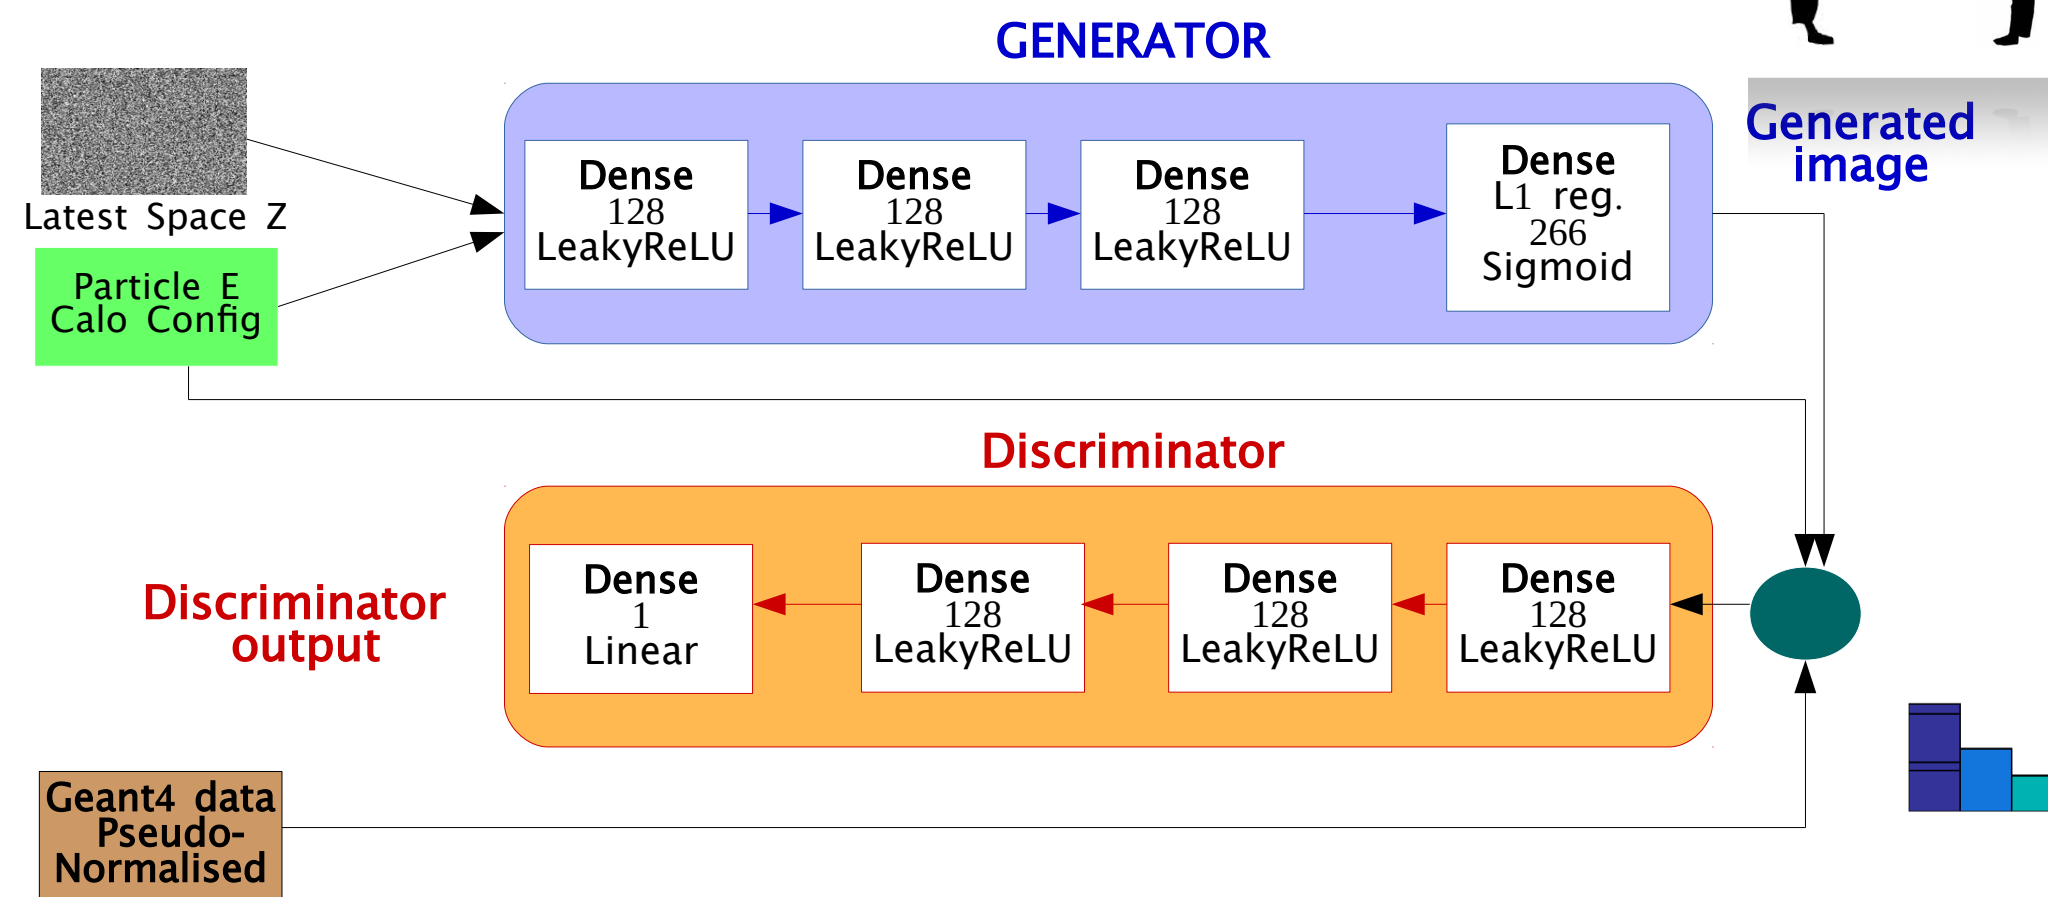 GENERATOR
Latest Space Z
Particle E
Calo Config
Dense
128
LeakyReLU
Dense
128
LeakyReLU
Dense
128
LeakyReLU
Dense
L1 reg.
266
Sigmoid
Generated
image
Discriminator
Discriminator
output
Dense
1
Linear
Dense
128
LeakyReLU
Dense
128
LeakyReLU
Dense
128
LeakyReLU
Geant4 data
Pseudo-
Normalised